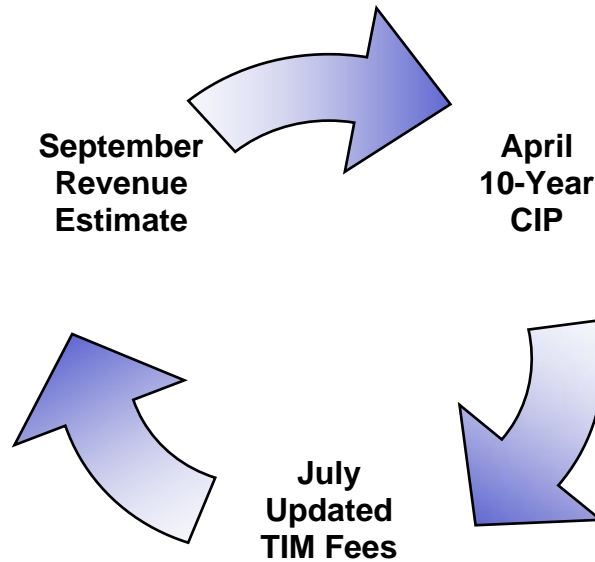 September
Revenue
Estimate
April
10-Year
CIP
July
Updated
TIM Fees